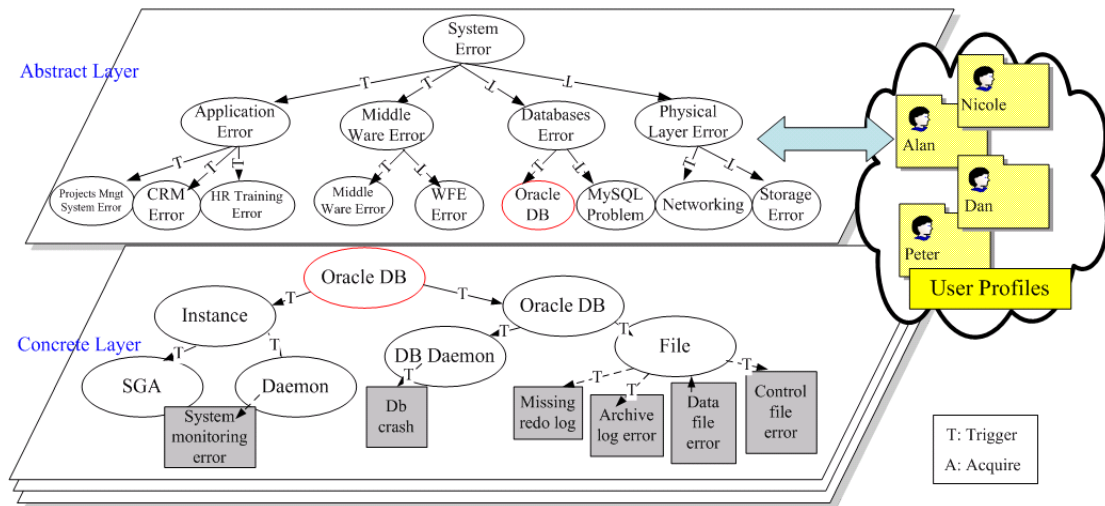 System
Error
Abstract Layer
T
T
T
T
Application
Error
Middle
Ware Error
Databases
Error
Physical
Layer Error
T
T
T
T
T
T
T
T
T
Projects Mngt
System Error
CRM
Error
HR Training
Error
Middle
Ware Error
WFE
Error
Oracle
DB
MySQL
Problem
Networking
Storage
Error
Nicole
Alan
Dan
Peter
User Profiles
Oracle DB
T
T
Instance
Oracle DB
Concrete Layer
T
T
T
T
SGA
Daemon
DB Daemon
File
T
T
T
T
System
monitoring
error
Db
crash
Missing
redo log
Archive
log error
Data
file
error
Control
file
error
T: Trigger
A: Acquire